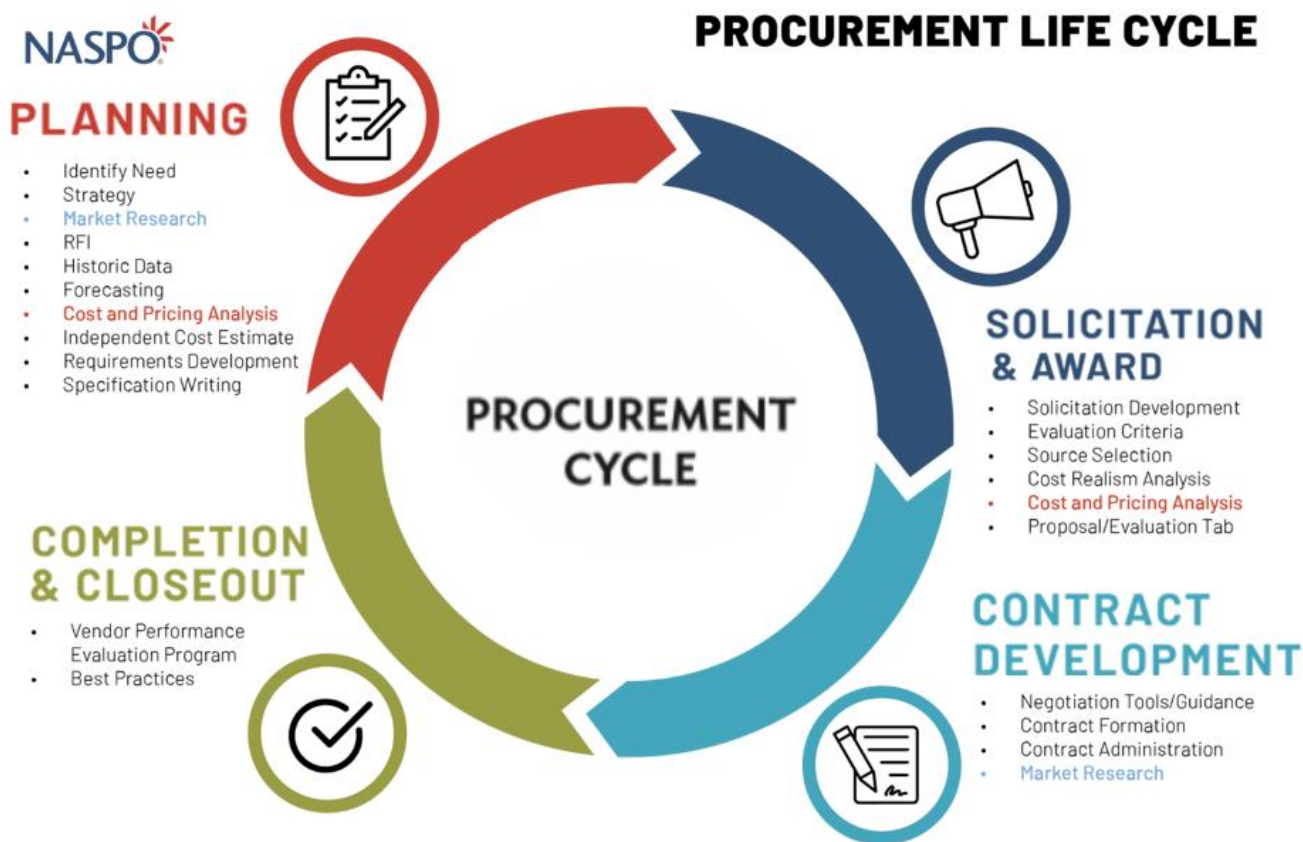 NASPO
PROCUREMENT LIFE CYCLE
PLANNING
• Identify Need
• Strategy
• Market Research
• RFI
• Historic Data
• Forecasting
• Cost and Pricing Analysis
• Independent Cost Estimate
• Requirements Development
• Specification Writing
SOLICITATION
& AWARD
• Solicitation Development
• Evaluation Criteria
• Source Selection
• Cost Realism Analysis
• Cost and Pricing Analysis
• Proposal/Evaluation Tab
PROCUREMENT
CYCLE
COMPLETION
& CLOSEOUT
• Vendor Performance
Evaluation Program
• Best Practices
CONTRACT
DEVELOPMENT
• Negotiation Tools/Guidance
• Contract Formation
• Contract Administration
• Market Research